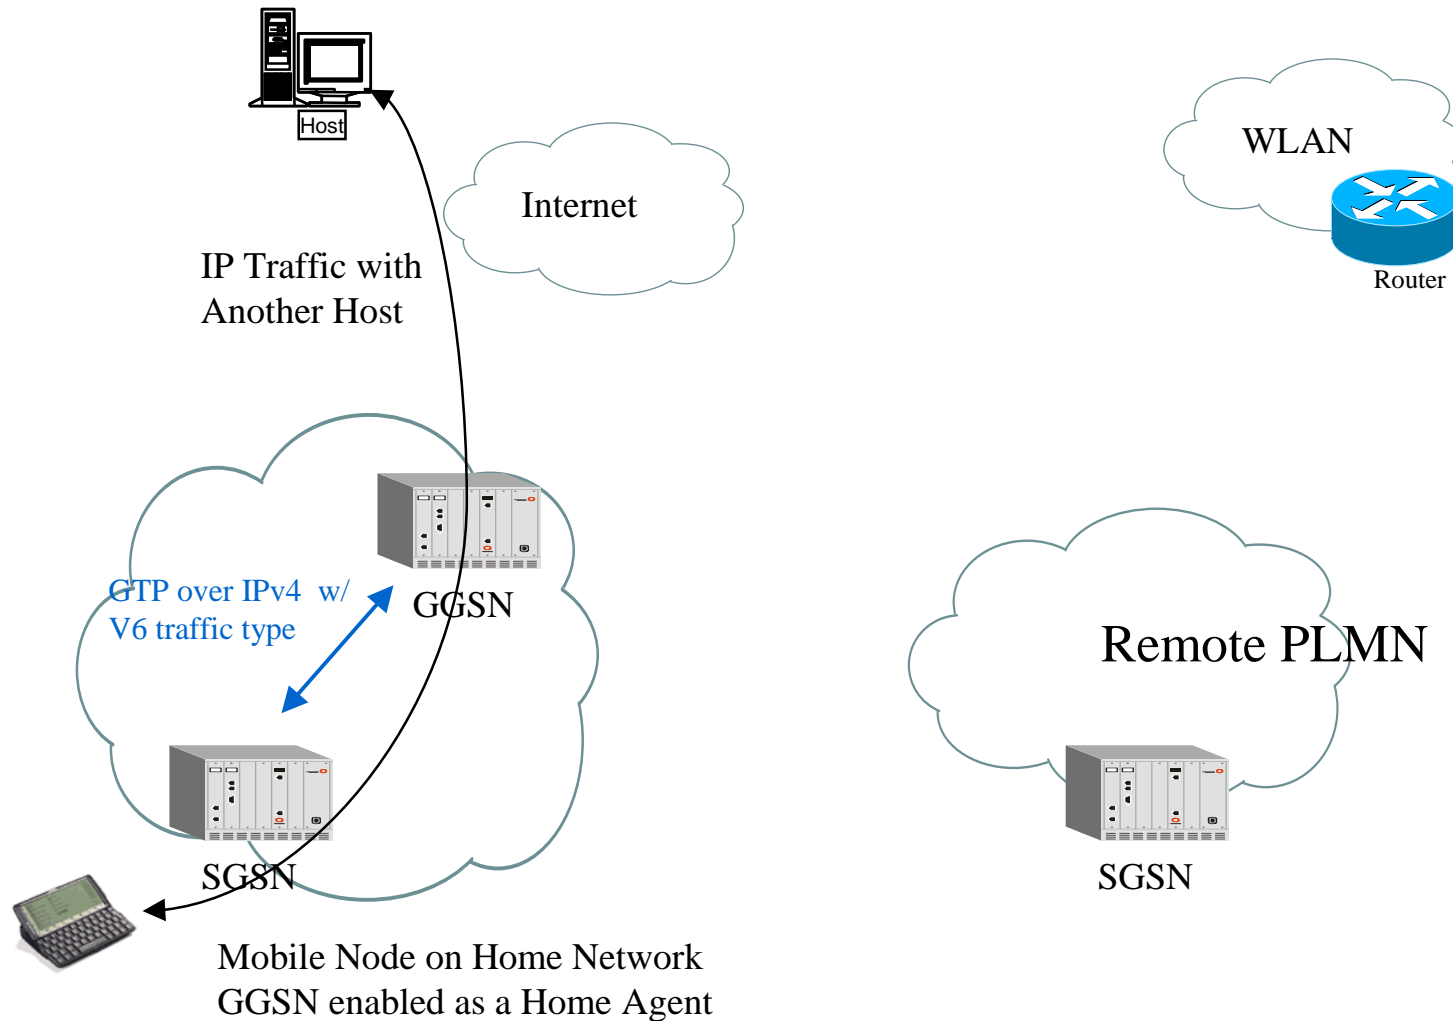 Host
WLAN
Internet
Router
IP Traffic with
Another Host
GTP over IPv4 w/
V6 traffic type
GGSN
Remote PLMN
SGSN
SGSN
Mobile Node on Home Network
GGSN enabled as a Home Agent